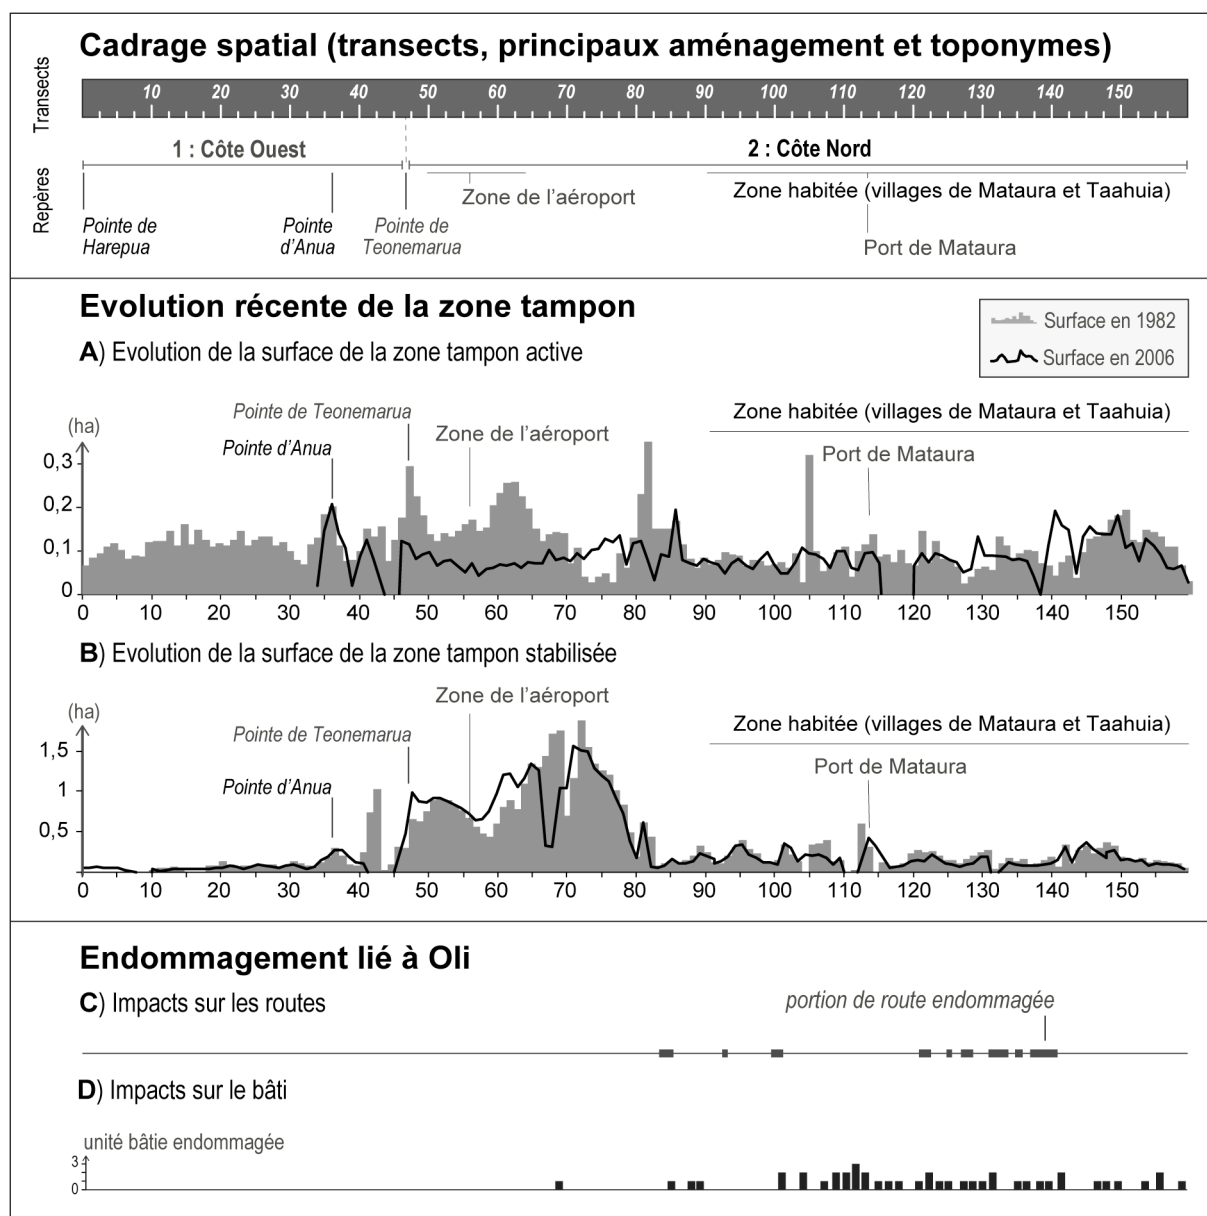 Cadrage spatial (transects, principaux aménagement et toponymes)
Transects
10 20 30 40 50 60 70 80 90 100 110 120 130 140 150
Repères
1 : Côte Ouest
2 : Côte Nord
Zone de l'aéroport
Zone habitée (villages de Mataura et Taahuia)
Pointe de
Harepua
Pointe
d'Anua
Pointe de
Teonemarua
Port de Mataura
Evolution récente de la zone tampon
Surface en 1982
Surface en 2006
A) Evolution de la surface de la zone tampon active
Pointe de Teonemarua
Zone habitée (villages de Mataura et Taahuia)
(ha)
Zone de l'aéroport
Pointe d'Anua
Port de Mataura
0,3
0,2
0,1
0
0 10 20 30 40 50 60 70 80 90 100 110 120 130 140 150
B) Evolution de la surface de la zone tampon stabilisée
Zone de l'aéroport
(ha)
Zone habitée (villages de Mataura et Taahuia)
Pointe de Teonemarua
Port de Mataura
Pointe d'Anua
1,5
1
0,5
0 10 20 30 40 50 60 70 80 90 100 110 120 130 140 150
Endommagement lié à Oli
C) Impacts sur les routes
portion de route endommagée
D) Impacts sur le bâti
unité bâtie endommagée
3
0